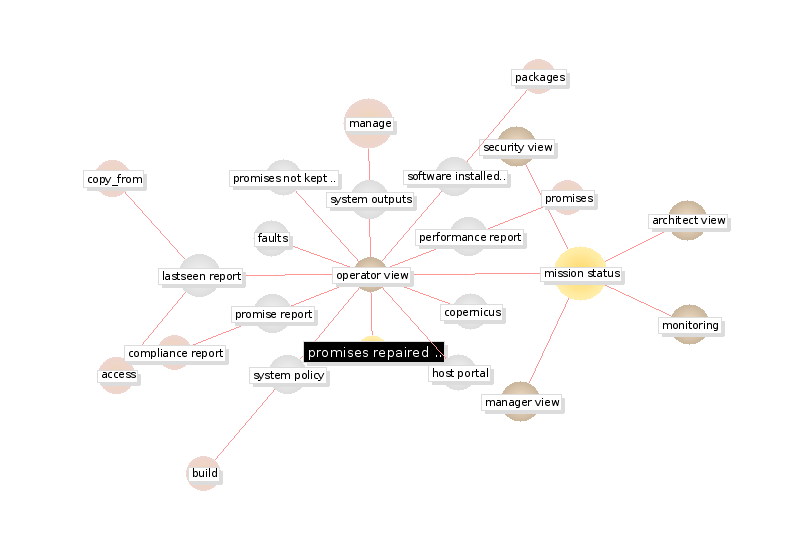 packages
manage
security view
copy_from
promises not kept ..
software installed..
system outputs
promises
architect view
faults
performance report
lastseen report
operator view
mission status
promise report
copernicus
monitoring
compliance report
promises repaired ..
access
system policy
host portal
manager view
build